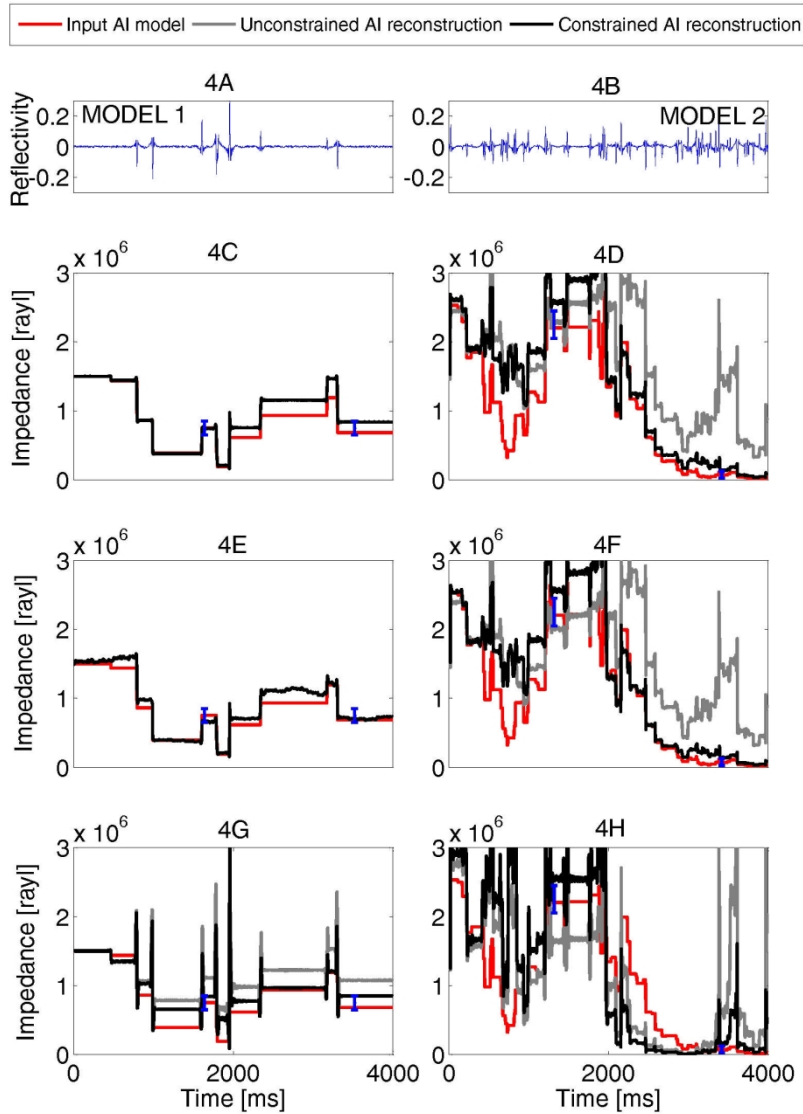 Input AI model Unconstrained AI reconstruction Constrained AI reconstruction
4A 4B
Reflectivity
0.2 MODEL 1 0.2 MODEL 2
0 0
-0.2 -0.2
x 10^6 4C x 10^6 4D
Impedance [rayl]
3 3
2 2
1 1
0 0
x 10^6 4E x 10^6 4F
Impedance [rayl]
3 3
2 2
1 1
0 0
x 10^6 4G x 10^6 4H
Impedance [rayl]
3 3
2 2
1 1
0 0
0 2000 4000 0 2000 4000
Time [ms] Time [ms]